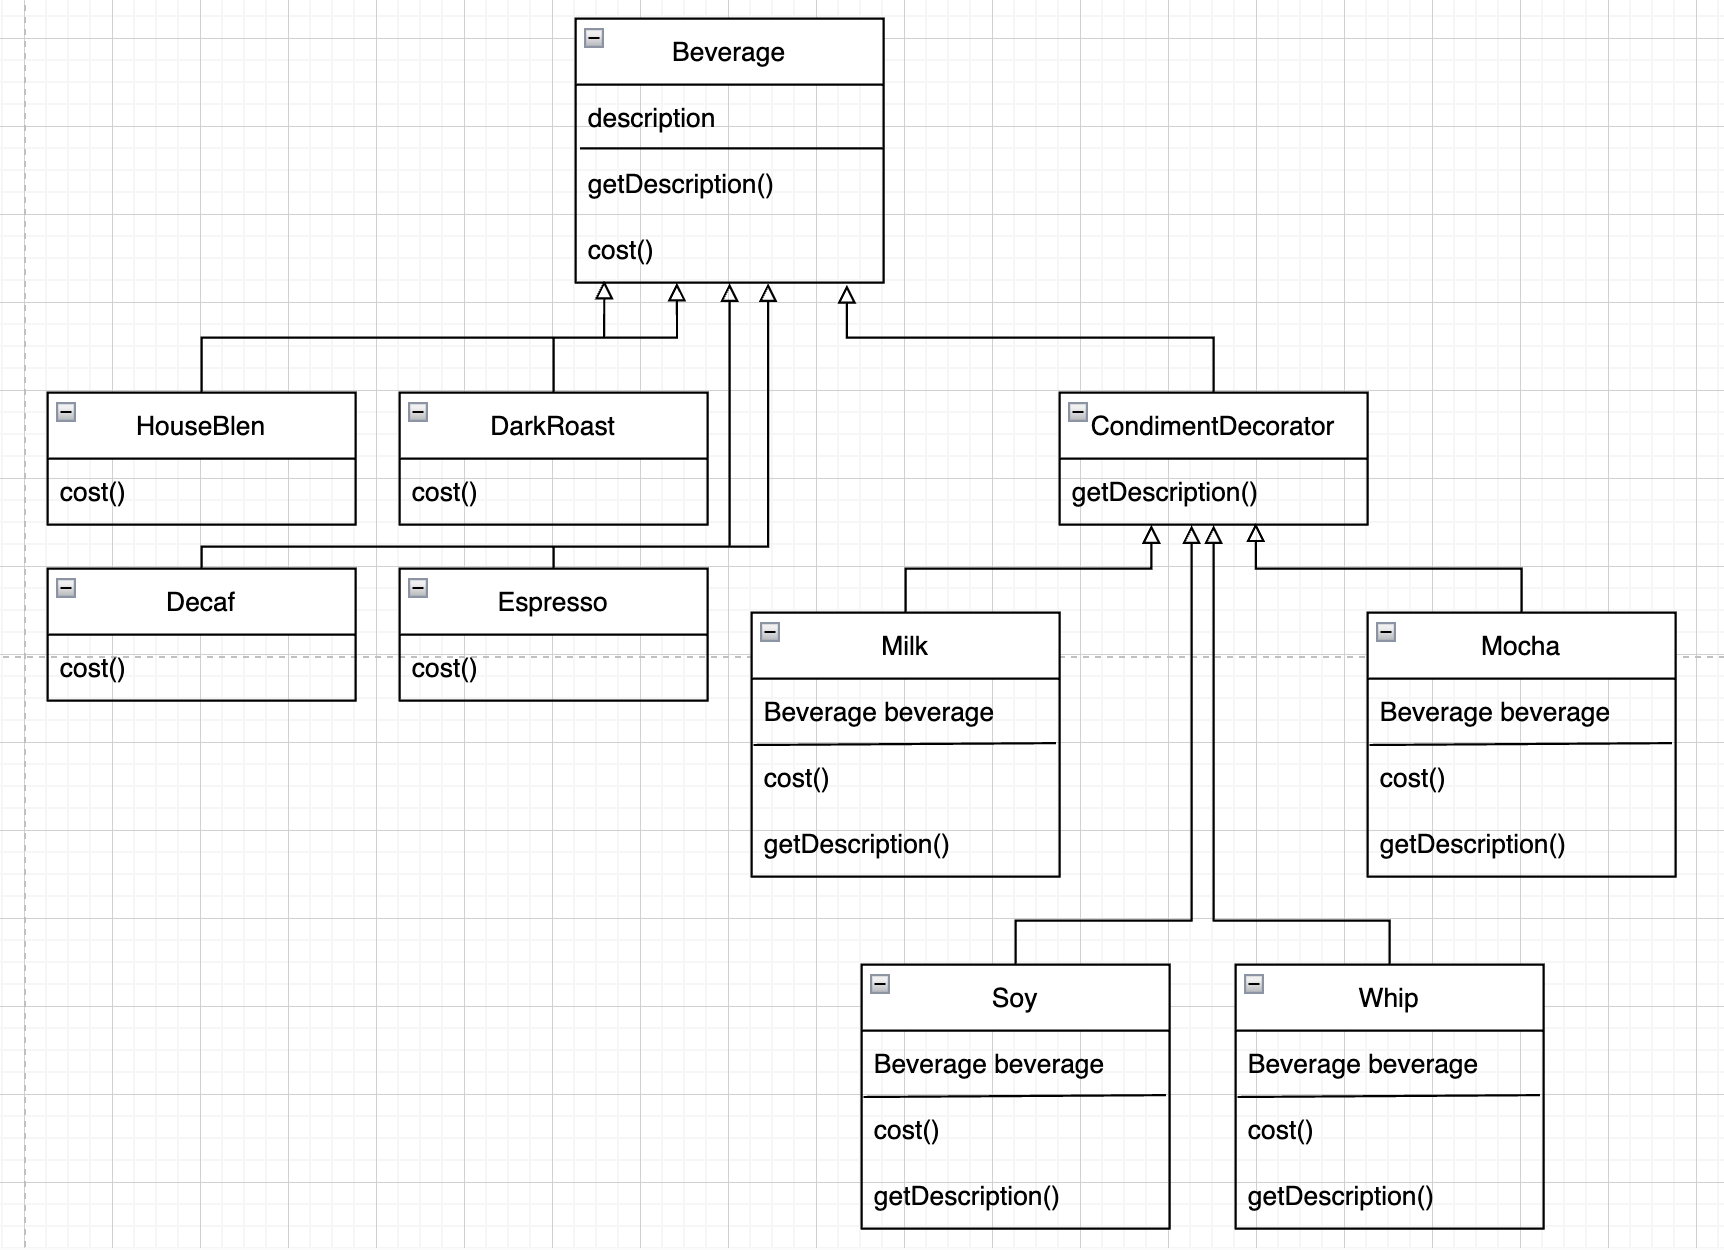 Beverage
description
getDescription()
cost()
HouseBlen
cost()
DarkRoast
cost()
CondimentDecorator
getDescription()
Decaf
cost()
Espresso
cost()
Milk
Beverage beverage
cost()
getDescription()
Mocha
Beverage beverage
cost()
getDescription()
Soy
Beverage beverage
cost()
getDescription()
Whip
Beverage beverage
cost()
getDescription()